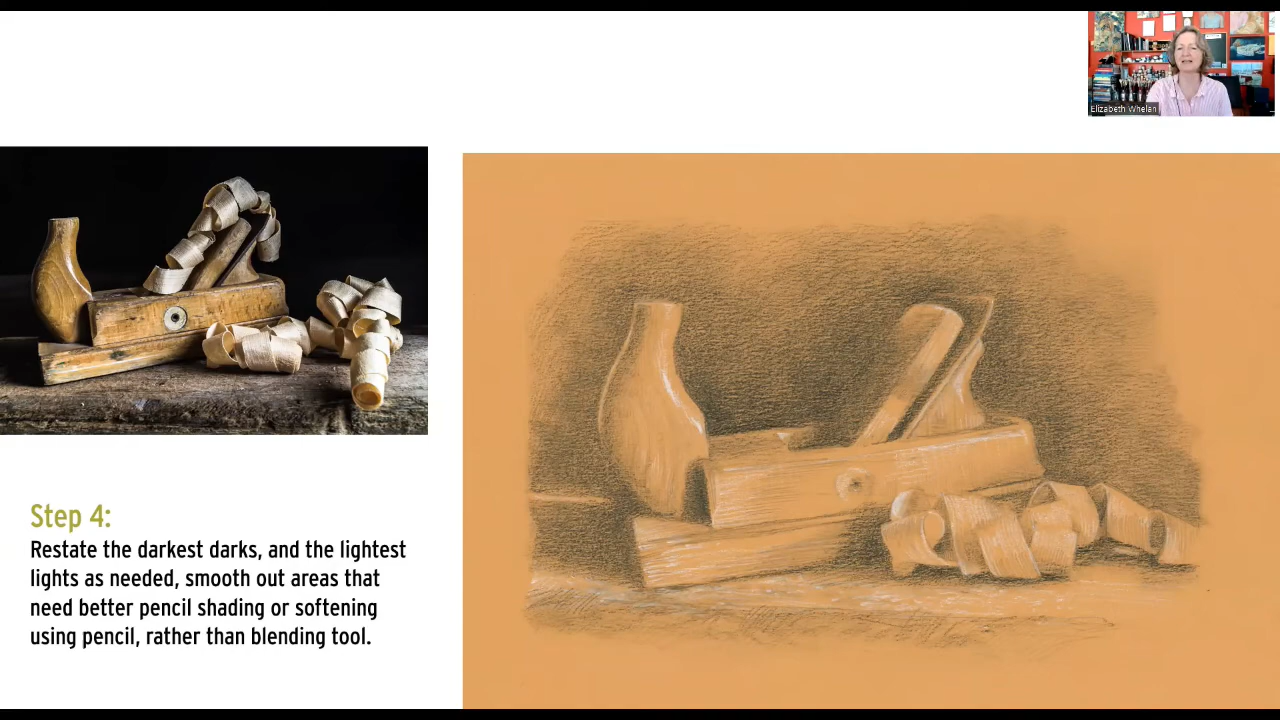 Elizabeth Whelan
Step 4:
Restate the darkest darks, and the lightest
lights as needed, smooth out areas that
need better pencil shading or softening
using pencil, rather than blending tool.